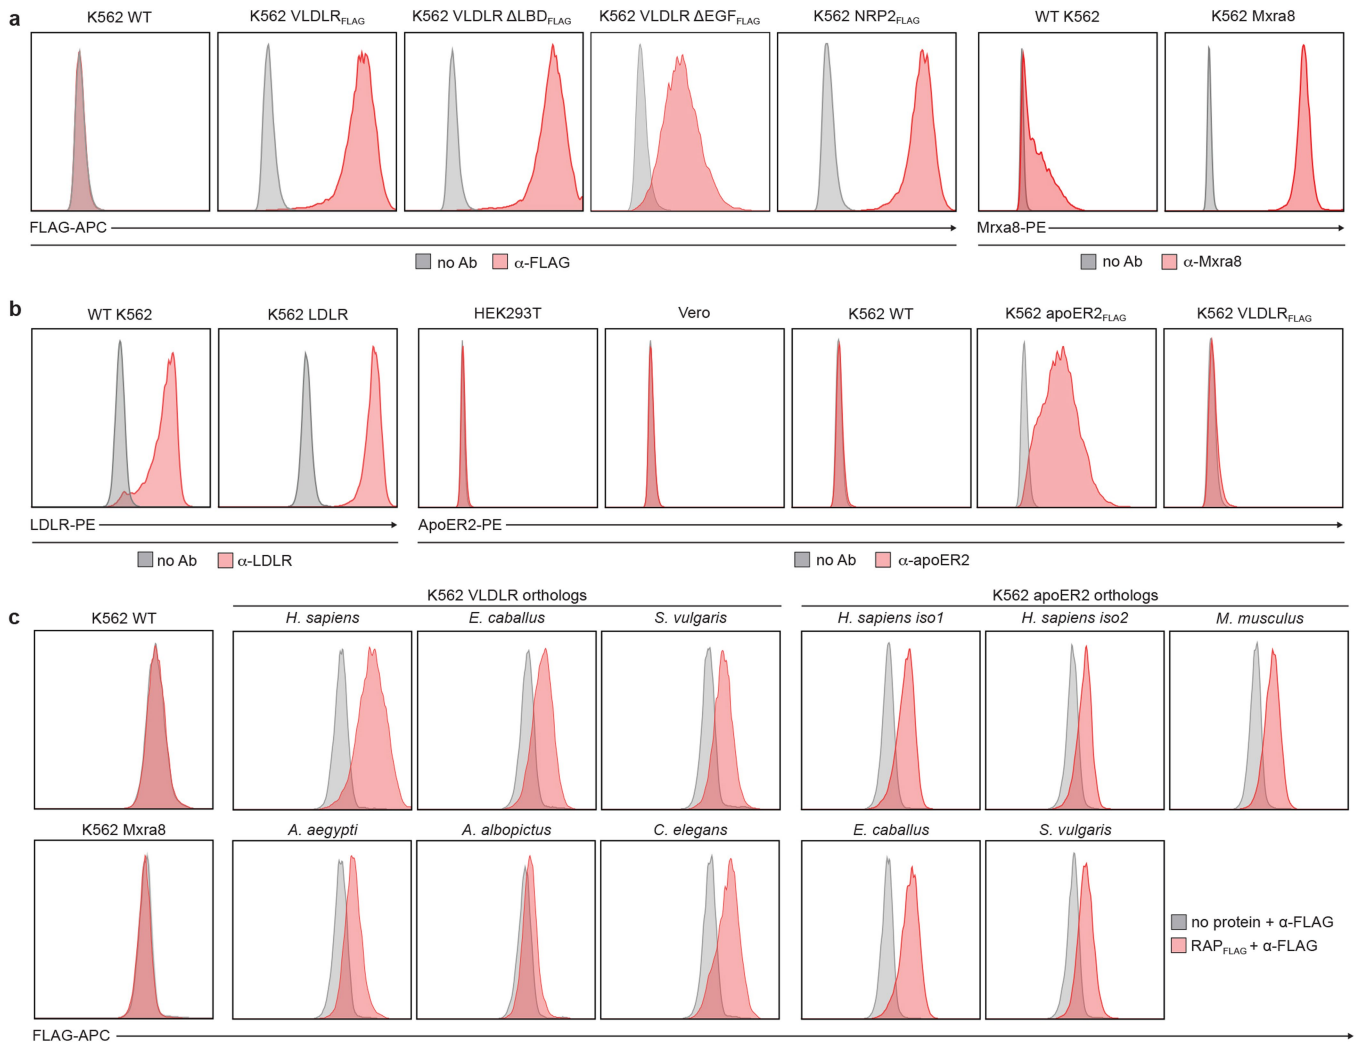 a
K562 WT
K562 VLDLRFLAG
K562 VLDLR ΔLBDFLAG
K562 VLDLR ΔEGFFLAG
K562 NRP2FLAG
WT K562
K562 Mxra8
FLAG-APC
Mrxa8-PE
no Ab
α-FLAG
no Ab
α-Mxra8
b
WT K562
K562 LDLR
HEK293T
Vero
K562 WT
K562 apoER2FLAG
K562 VLDLRFLAG
LDLR-PE
ApoER2-PE
no Ab
α-LDLR
no Ab
α-apoER2
c
K562 VLDLR orthologs
K562 apoER2 orthologs
K562 WT
H. sapiens
E. caballus
S. vulgaris
H. sapiens iso1
H. sapiens iso2
M. musculus
K562 Mxra8
A. aegypti
A. albopictus
C. elegans
E. caballus
S. vulgaris
no protein + α-FLAG
RAPFLAG + α-FLAG
FLAG-APC